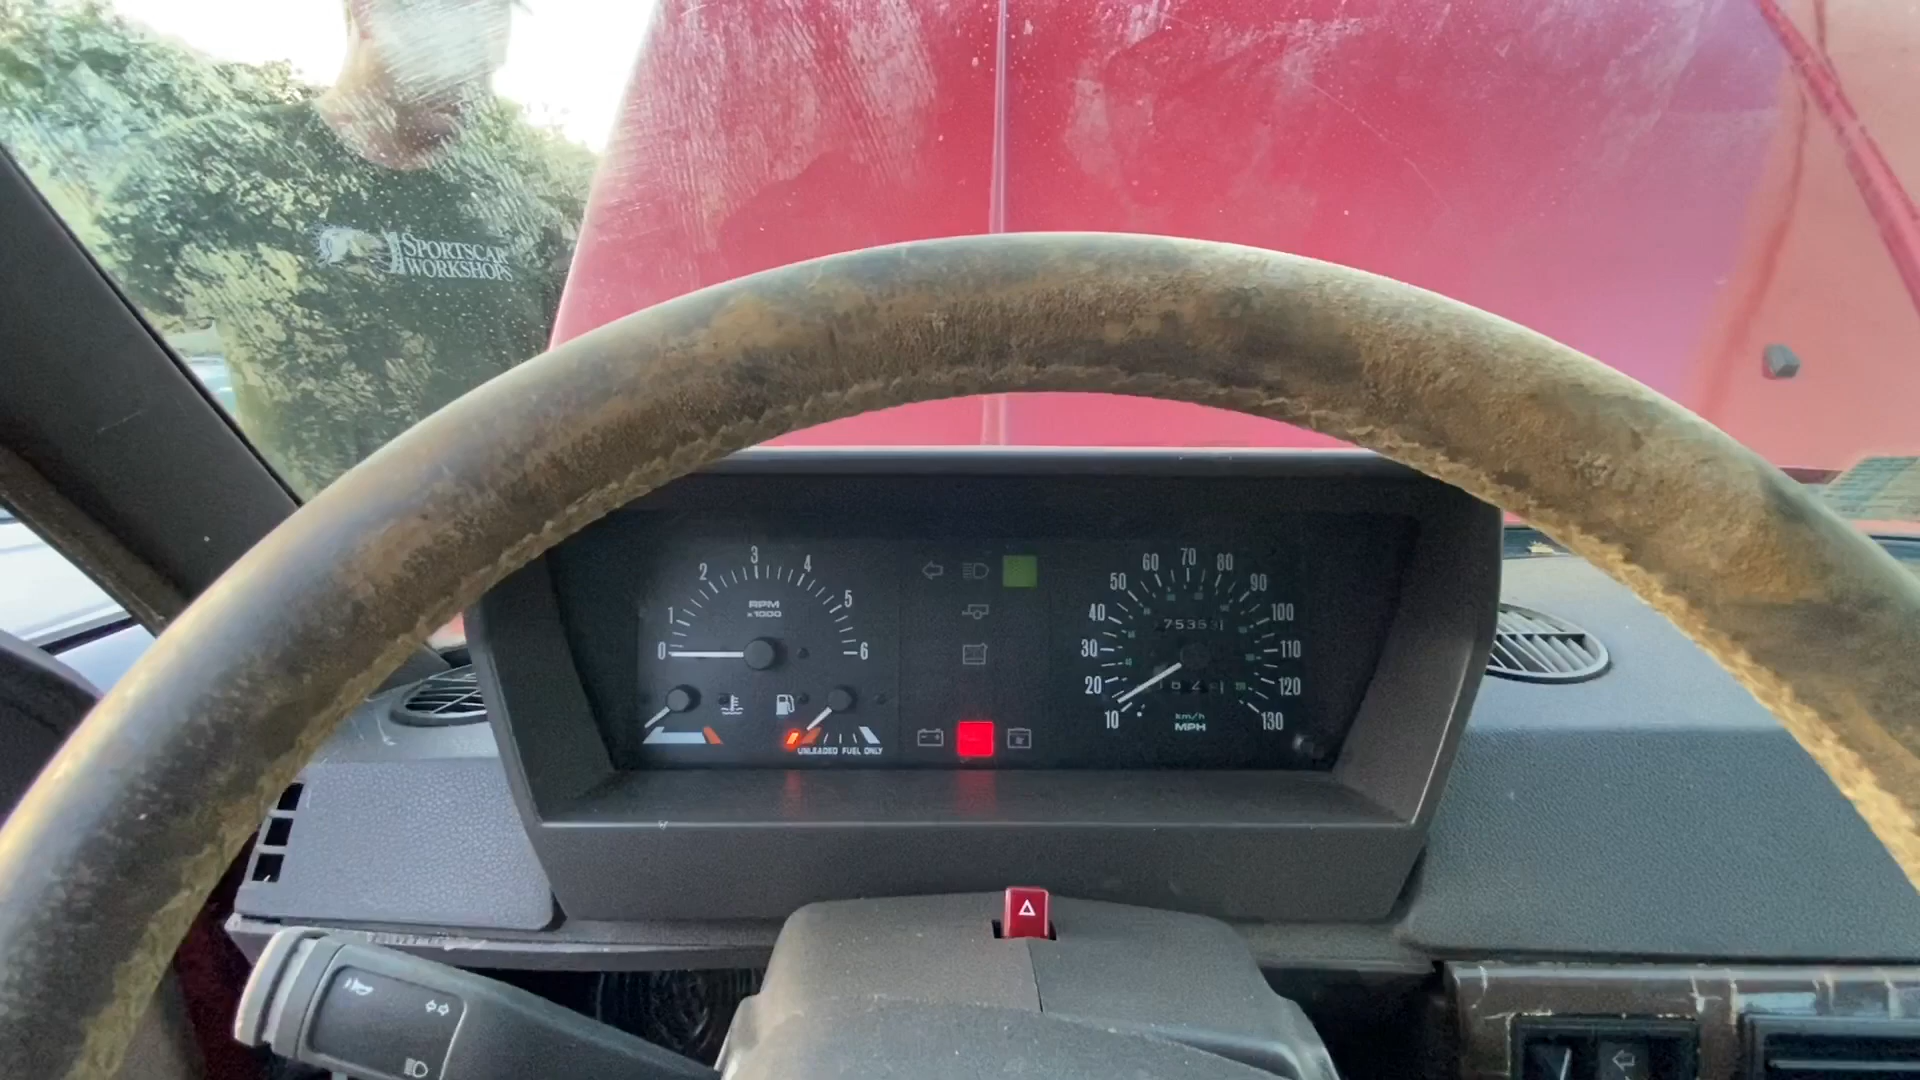 SPORTSCAR
WORKSHOPS
0 1 2 3 4 5 6
RPM
x1000
UNLEADED FUEL ONLY
10 20 30 40 50 60 70 80 90 100 110 120 130
km/h
MPH